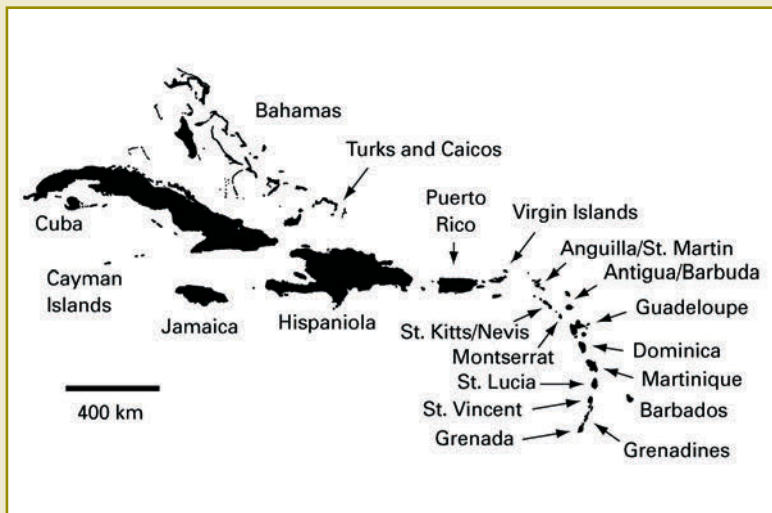 Bahamas
Turks and Caicos
Puerto
Rico
Virgin Islands
Cuba
Anguilla/St. Martin
Antigua/Barbuda
Cayman
Islands
Jamaica
Hispaniola
Guadeloupe
St. Kitts/Nevis
Montserrat
Dominica
St. Lucia
Martinique
400 km
St. Vincent
Barbados
Grenada
Grenadines